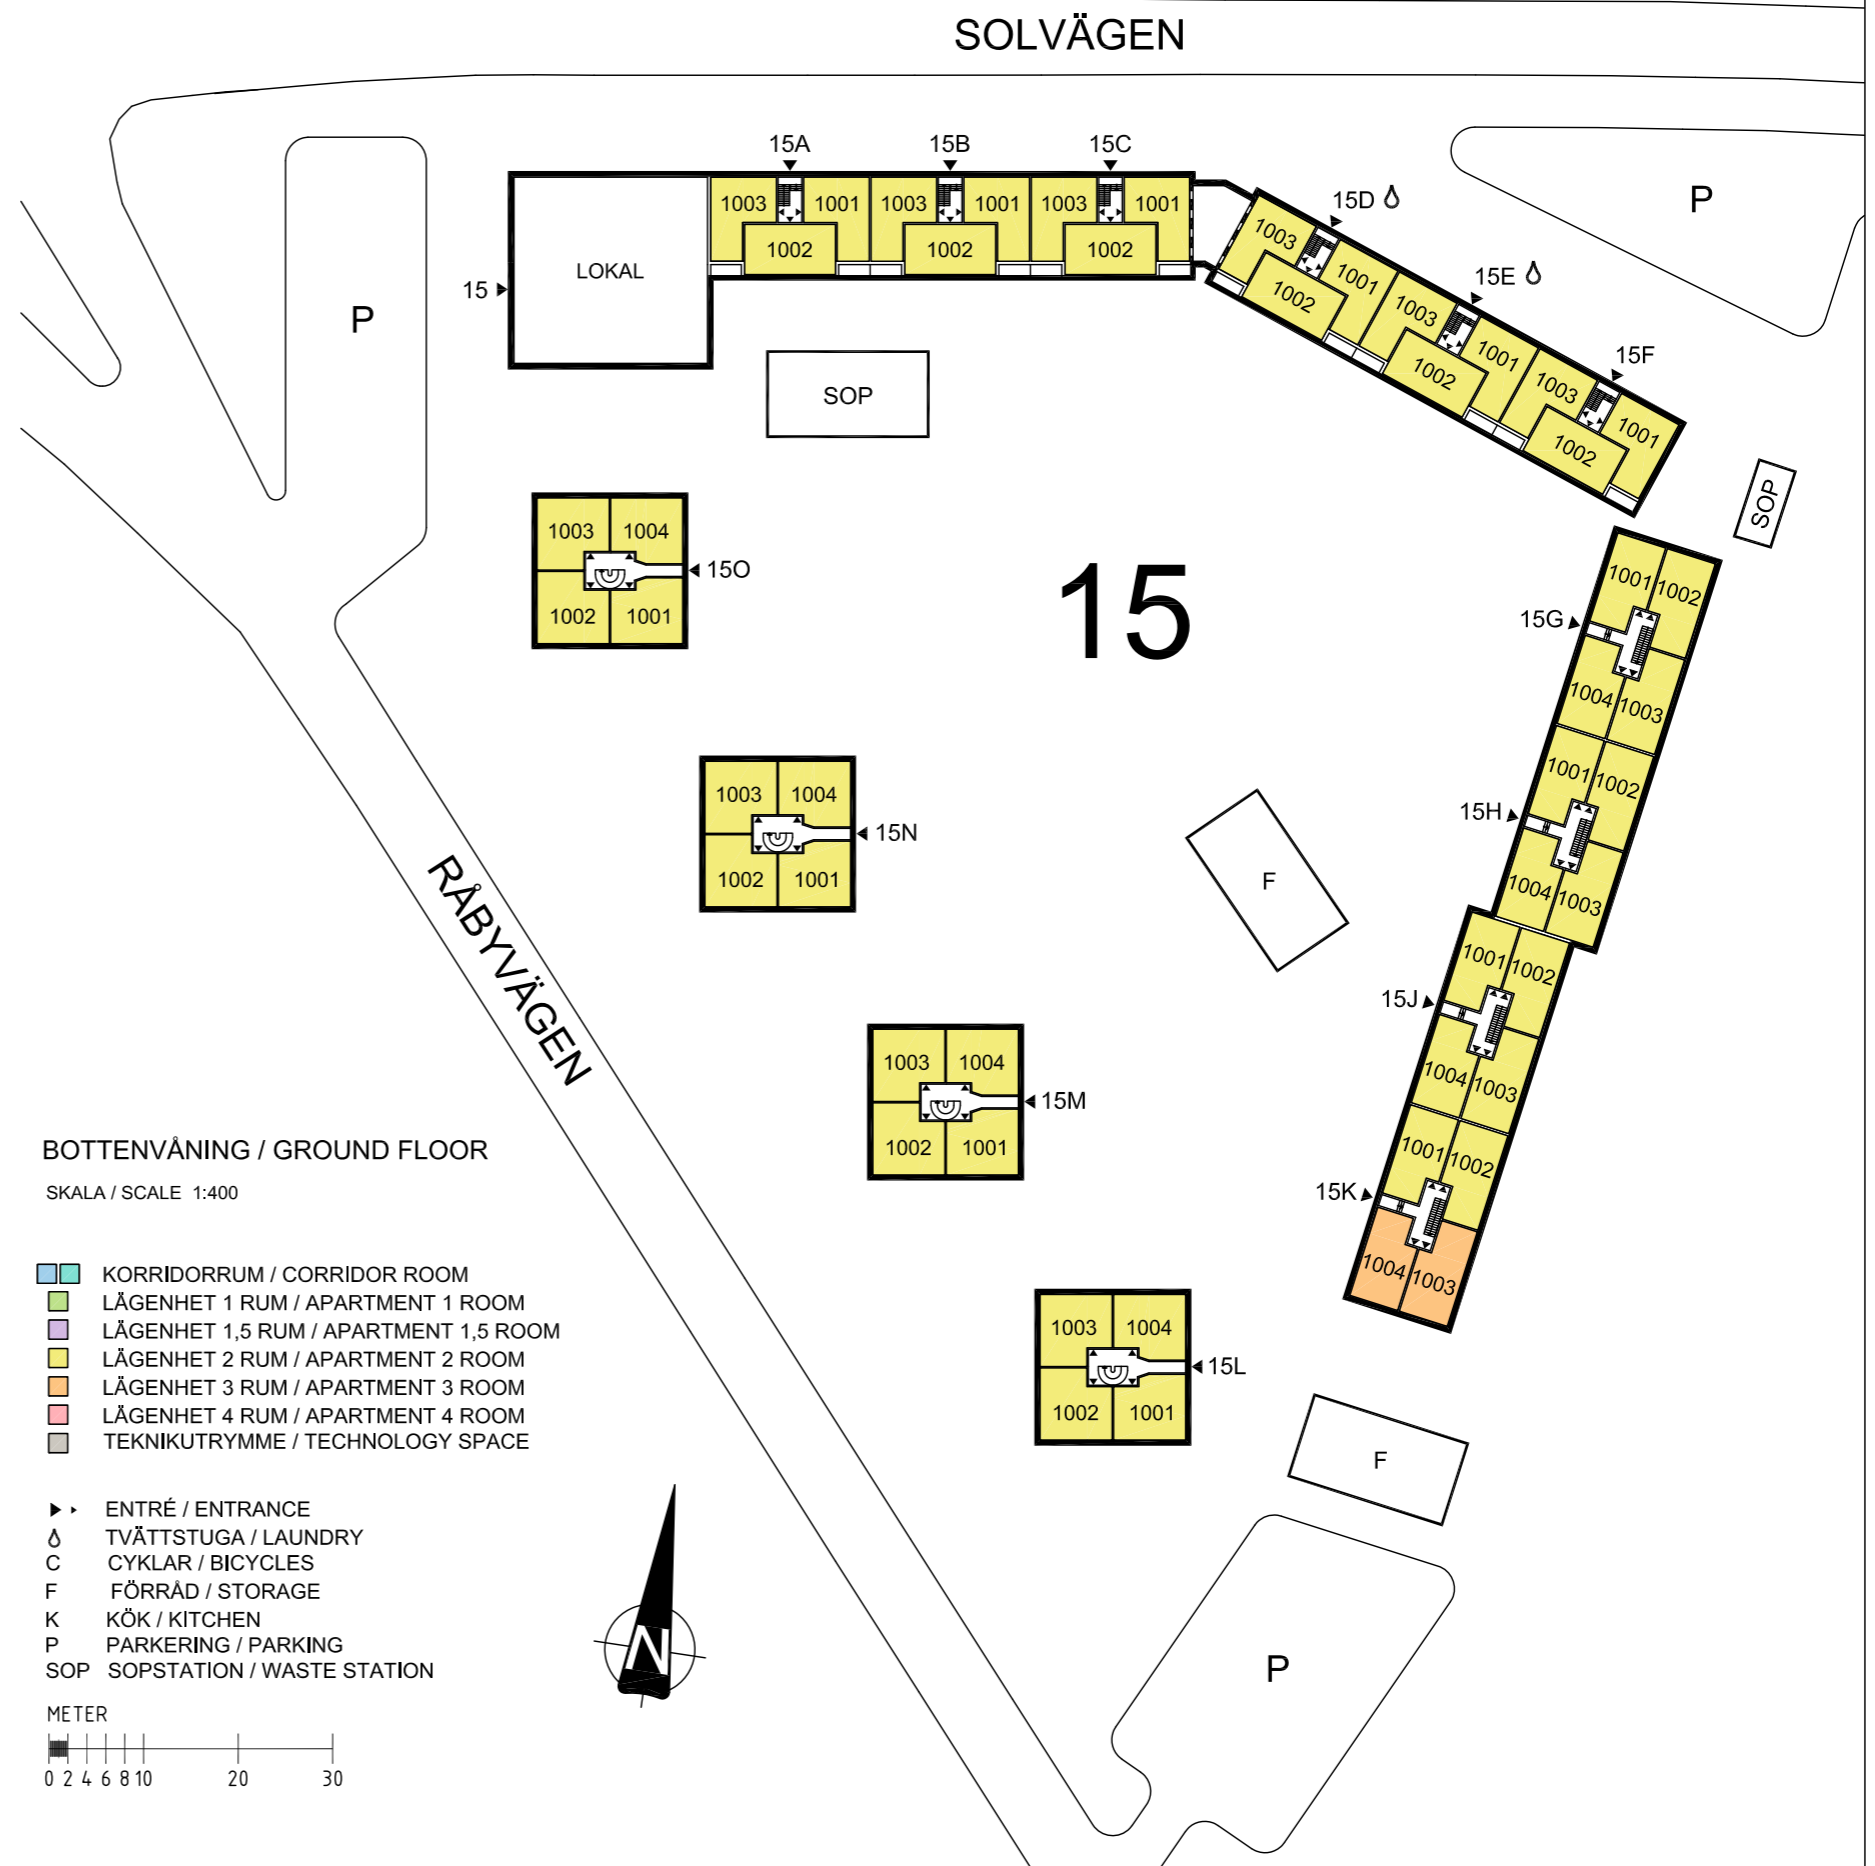 SOLVÄGEN
15A
15B
15C
15D
P
1003
1001
1003
1001
1003
1001
1002
1002
1002
LOKAL
15
P
1003
1001
1002
15E
1003
1001
1002
15F
1003
1001
1002
SOP
SOP
1003
1004
1002
1001
15O
15
1001
1002
15G
1004
1003
1001
1002
15H
1004
1003
1003
1004
1002
1001
15N
F
RÅBYVÄGEN
1001
1002
15J
1004
1003
1003
1004
1002
1001
15M
1001
1002
15K
1004
1003
1003
1004
1002
1001
15L
F
P
BOTTENVÅNING / GROUND FLOOR
SKALA / SCALE 1:400
KORRIDORRUM / CORRIDOR ROOM
LÄGENHET 1 RUM / APARTMENT 1 ROOM
LÄGENHET 1,5 RUM / APARTMENT 1,5 ROOM
LÄGENHET 2 RUM / APARTMENT 2 ROOM
LÄGENHET 3 RUM / APARTMENT 3 ROOM
LÄGENHET 4 RUM / APARTMENT 4 ROOM
TEKNIKUTRYMME / TECHNOLOGY SPACE
ENTRÉ / ENTRANCE
TVÄTTSTUGA / LAUNDRY
C CYKLAR / BICYCLES
F FÖRRÅD / STORAGE
K KÖK / KITCHEN
P PARKERING / PARKING
SOP SOPSTATION / WASTE STATION
N
METER
0 2 4 6 8 10 20 30